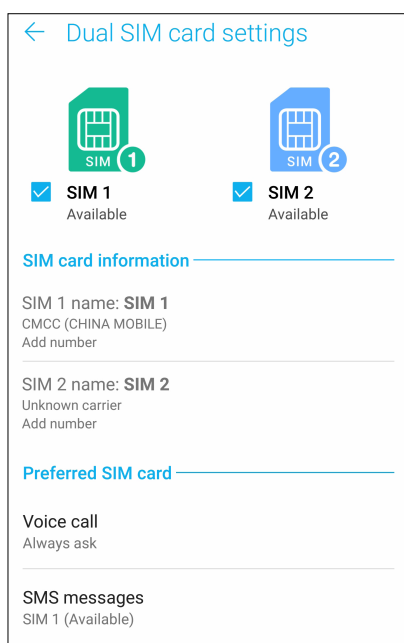 Dual SIM card settings
SIM 1 SIM 2
SIM 1
Available
SIM 2
Available
SIM card information
SIM 1 name: SIM 1
CMCC (CHINA MOBILE)
Add number
SIM 2 name: SIM 2
Unknown carrier
Add number
Preferred SIM card
Voice call
Always ask
SMS messages
SIM 1 (Available)